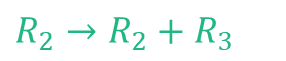 R₂ → R₂ + R₃